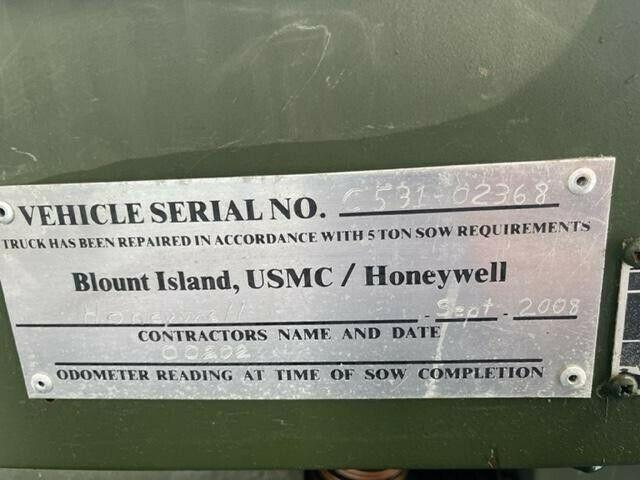 VEHICLE SERIAL NO. C531-02368
TRUCK HAS BEEN REPAIRED IN ACCORDANCE WITH 5 TON SOW REQUIREMENTS
Blount Island, USMC / Honeywell
Honeywell Sept - 2008
CONTRACTORS NAME AND DATE
00202
ODOMETER READING AT TIME OF SOW COMPLETION